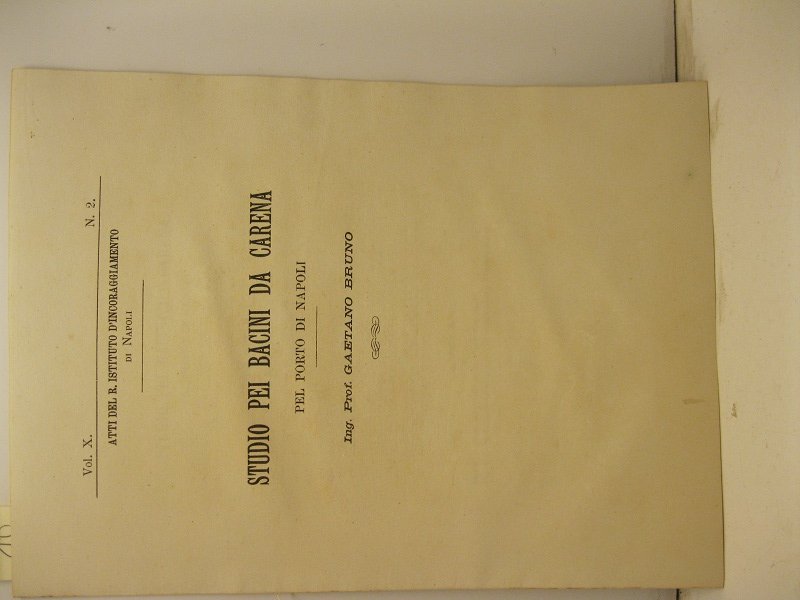 Vol. X. N. 2.
ATTI DEL R. ISTITUTO D'INCORAGGIAMENTO
DI NAPOLI
STUDIO PEI BACINI DA CARENA
PEL PORTO DI NAPOLI
Ing. Prof. GAETANO BRUNO